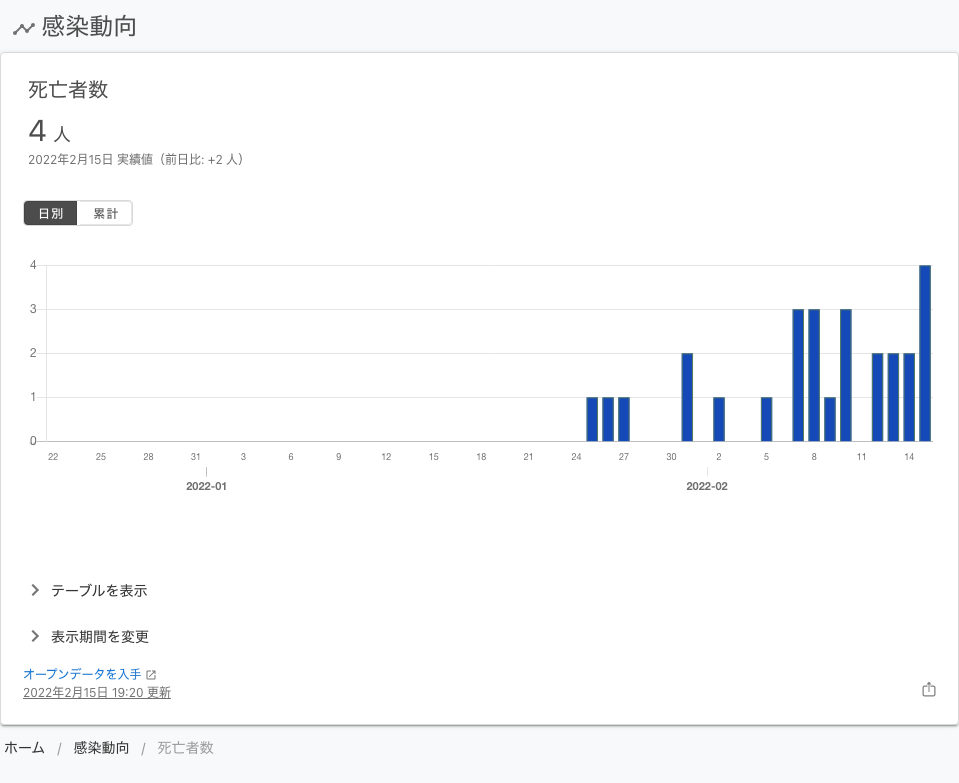 感染動向
死亡者数
4 人
2022年2月15日 実績値（前日比: +2 人）
日別 累計
4
3
2
1
0
22 25 28 31 3 6 9 12 15 18 21 24 27 30 2 5 8 11 14
2022-01 2022-02
テーブルを表示
表示期間を変更
オープンデータを入手
2022年2月15日 19:20 更新
ホーム / 感染動向 / 死亡者数